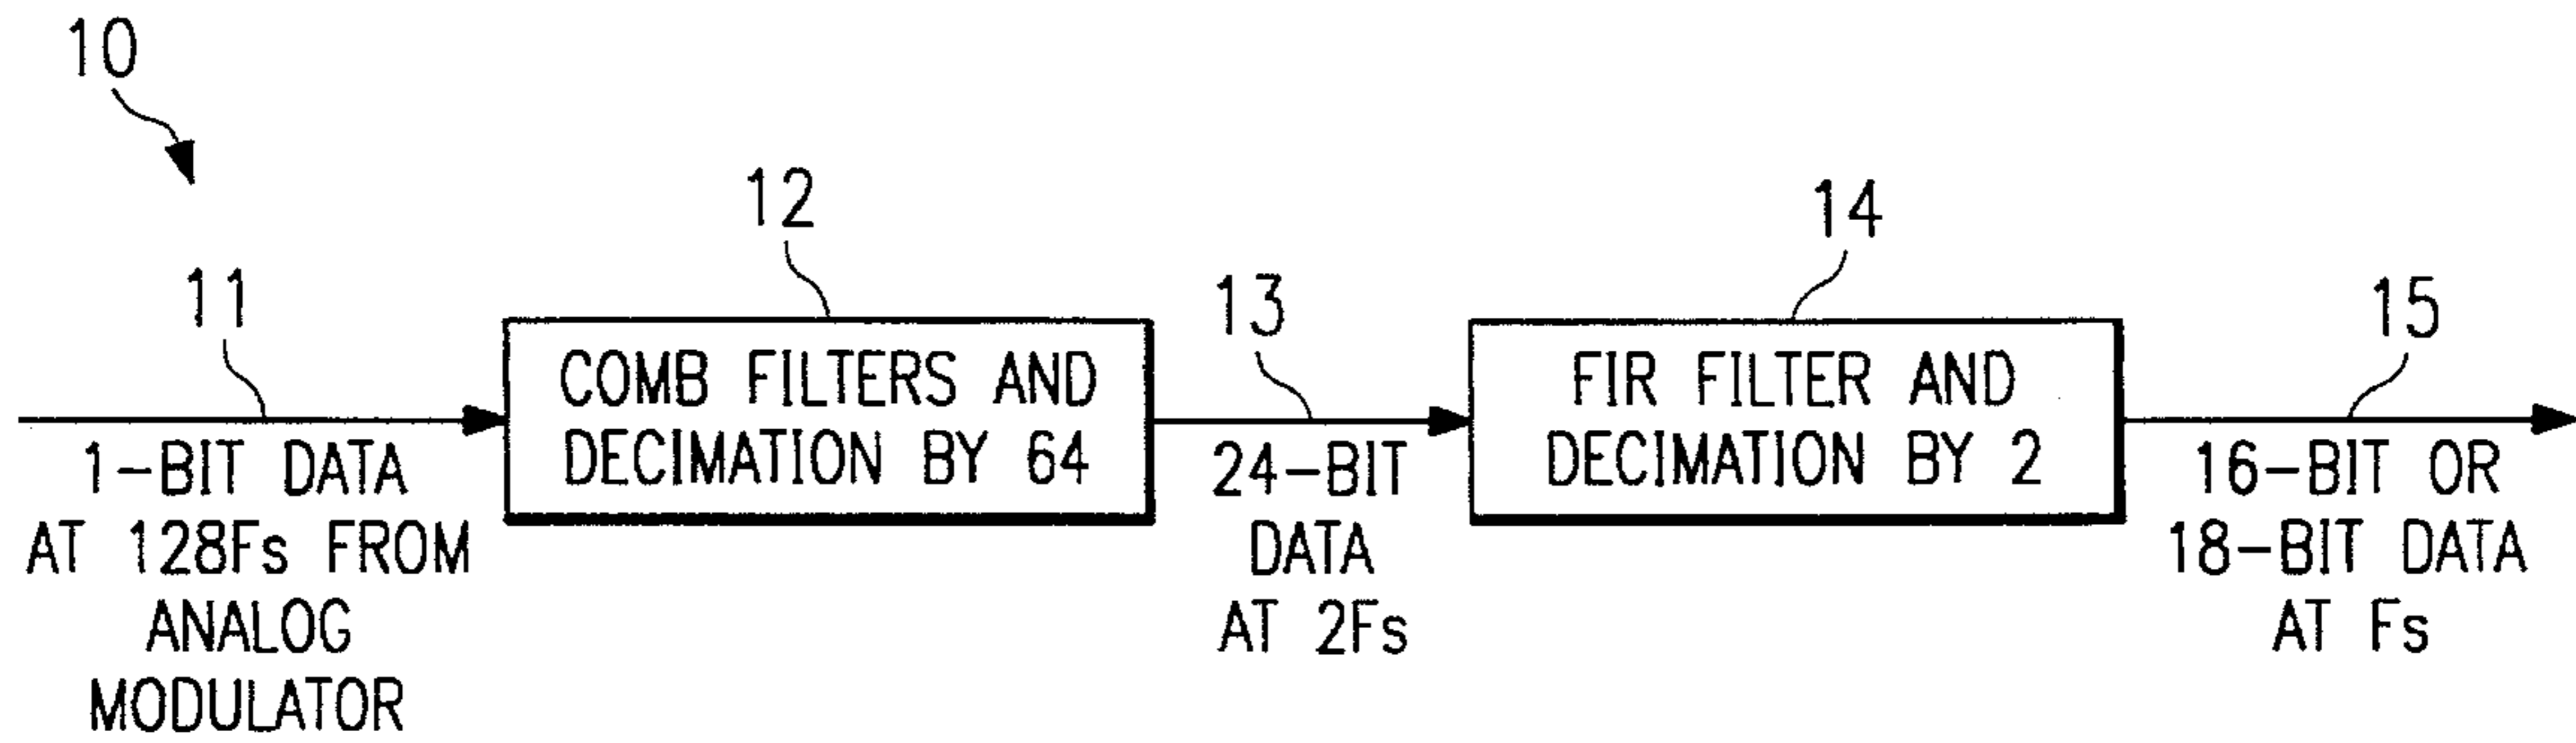 10
12
14
11
13
15
COMB FILTERS AND
DECIMATION BY 64
FIR FILTER AND
DECIMATION BY 2
1-BIT DATA
AT 128Fs FROM
ANALOG
MODULATOR
24-BIT
DATA
AT 2Fs
16-BIT OR
18-BIT DATA
AT Fs